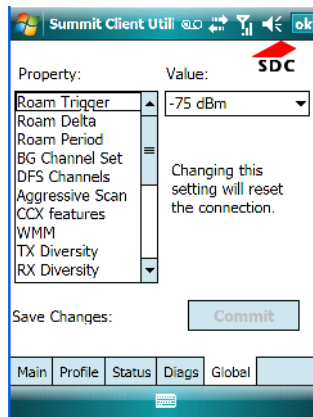 Summit Client Utili
ok
SDC
Property:
Value:
Roam Trigger
Roam Delta
Roam Period
BG Channel Set
DFS Channels
Aggressive Scan
CCX features
WMM
TX Diversity
RX Diversity
-75 dBm
Changing this
setting will reset
the connection.
Save Changes:
Commit
Main Profile Status Diags Global